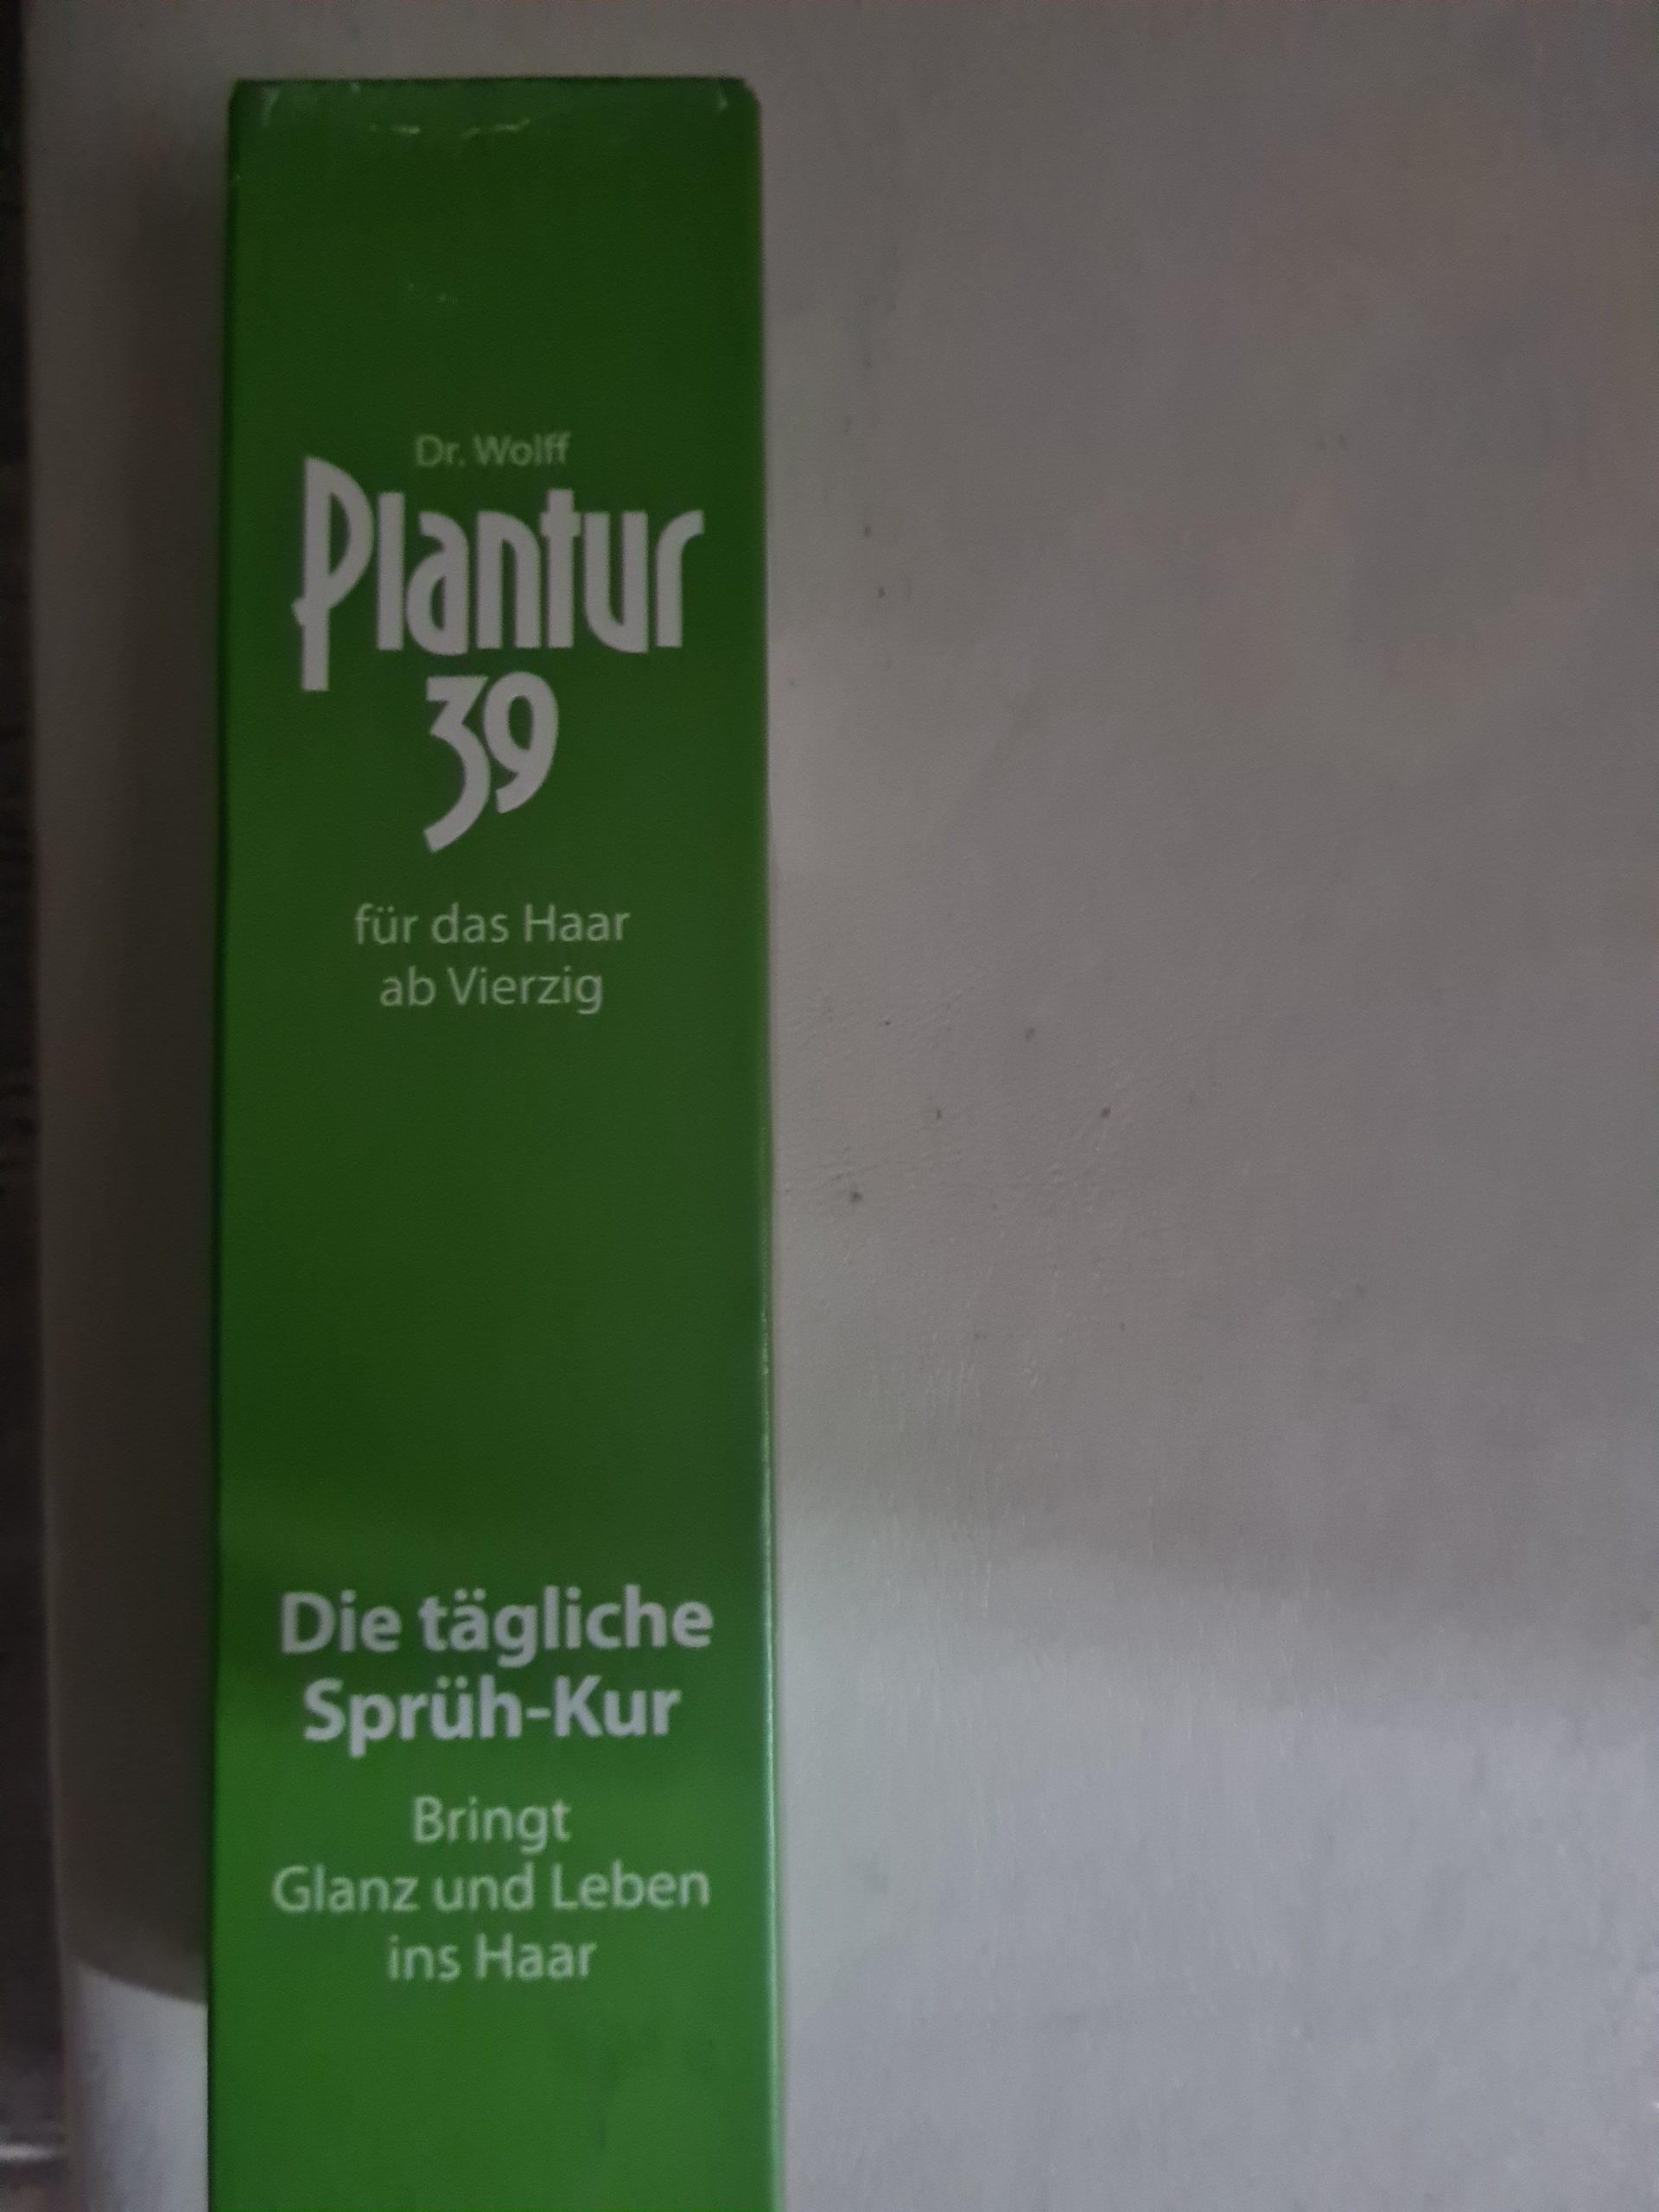 Dr. Wolff
Plantur
39
für das Haar
ab Vierzig
Die tägliche
Sprüh-Kur
Bringt
Glanz und Leben
ins Haar